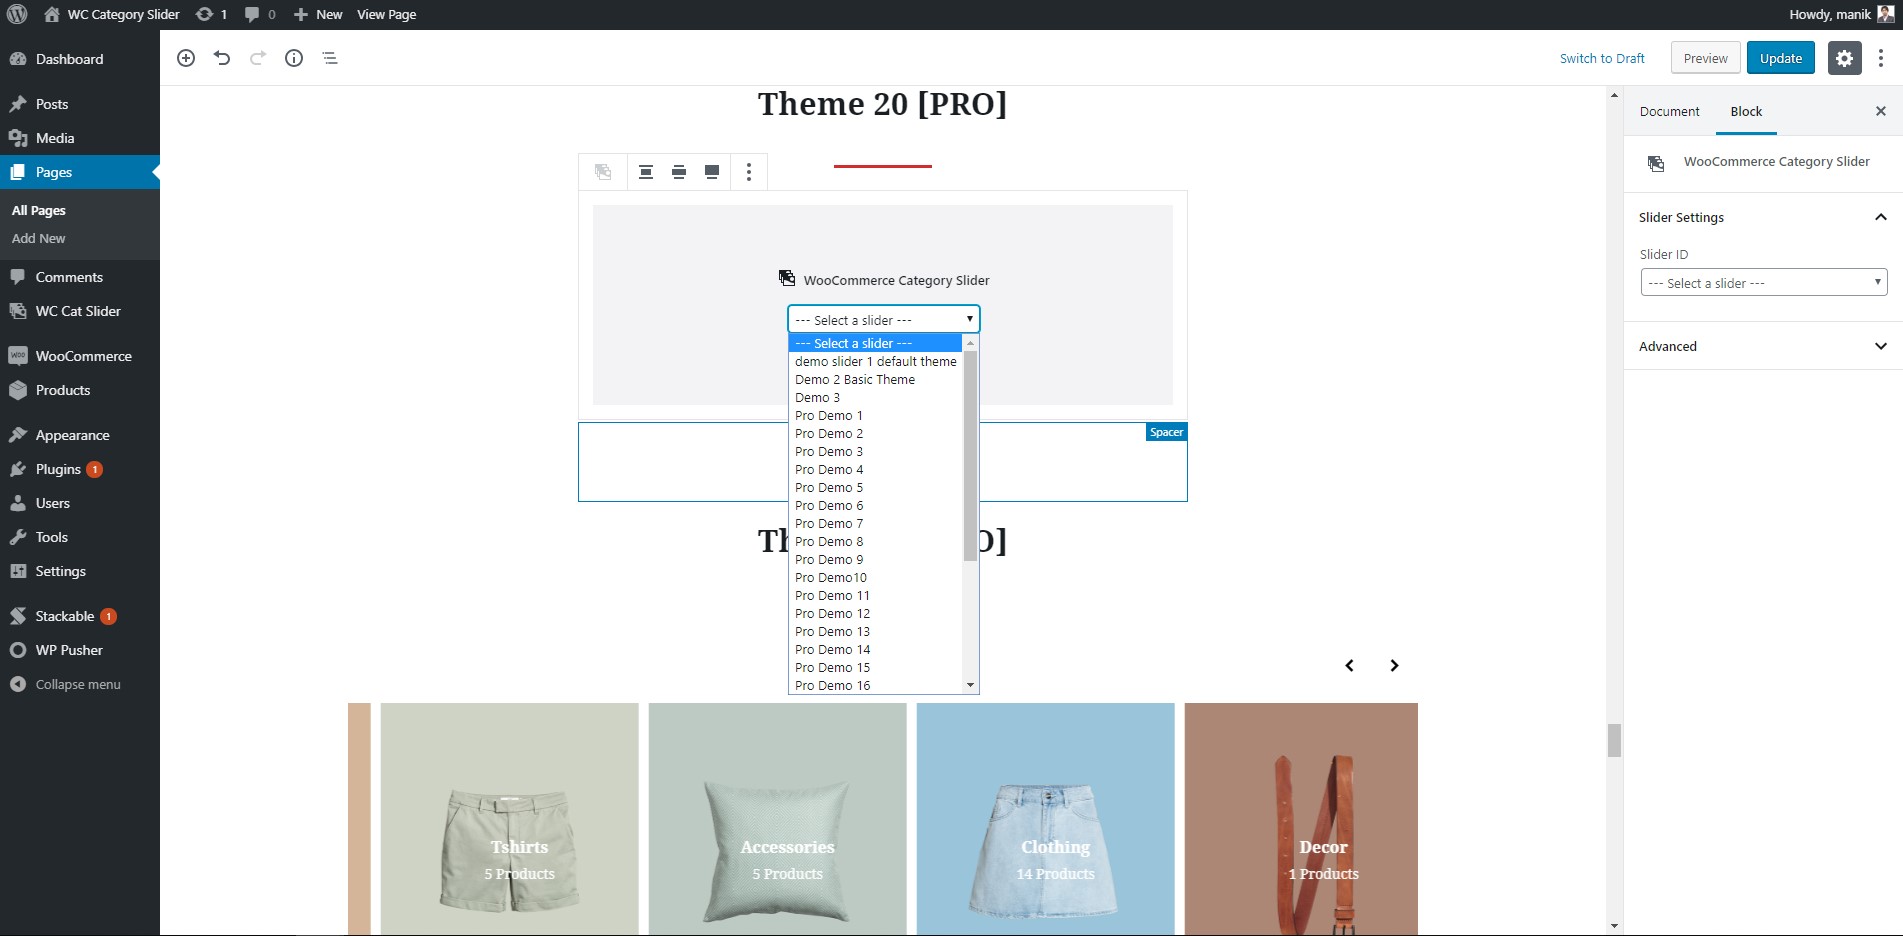 WC Category Slider 1 0 New View Page Howdy, manik
Dashboard
Posts
Media
Pages
All Pages
Add New
Comments
WC Cat Slider
WOO WooCommerce
Products
Appearance
Plugins 1
Users
Tools
Settings
Stackable 1
WP Pusher
Collapse menu
Switch to Draft Preview Update
Theme 20 [PRO]
WooCommerce Category Slider
--- Select a slider ---
--- Select a slider ---
demo slider 1 default theme
Demo 2 Basic Theme
Demo 3
Pro Demo 1
Pro Demo 2
Pro Demo 3
Pro Demo 4
Pro Demo 5
Pro Demo 6
Pro Demo 7
Pro Demo 8
Pro Demo 9
Pro Demo10
Pro Demo 11
Pro Demo 12
Pro Demo 13
Pro Demo 14
Pro Demo 15
Pro Demo 16
Spacer
Tshirts
5 Products
Accessories
5 Products
Clothing
14 Products
Decor
1 Products
Document Block
WooCommerce Category Slider
Slider Settings
Slider ID
--- Select a slider ---
Advanced